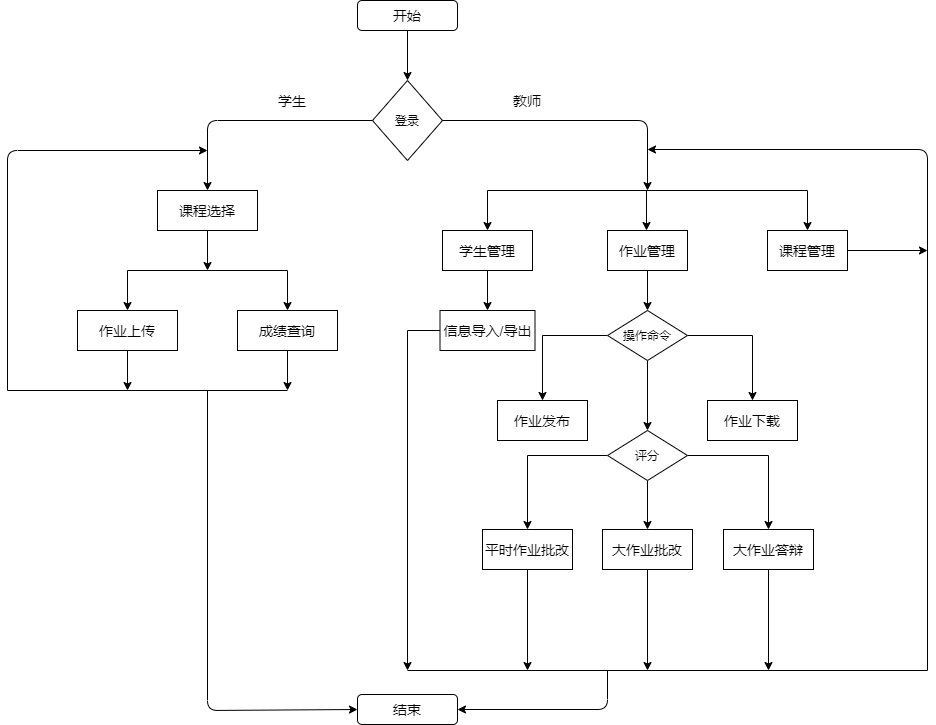 开始
学生
教师
登录
课程选择
学生管理
作业管理
课程管理
作业上传
成绩查询
信息导入/导出
操作命令
作业发布
作业下载
评分
平时作业批改
大作业批改
大作业答辩
结束